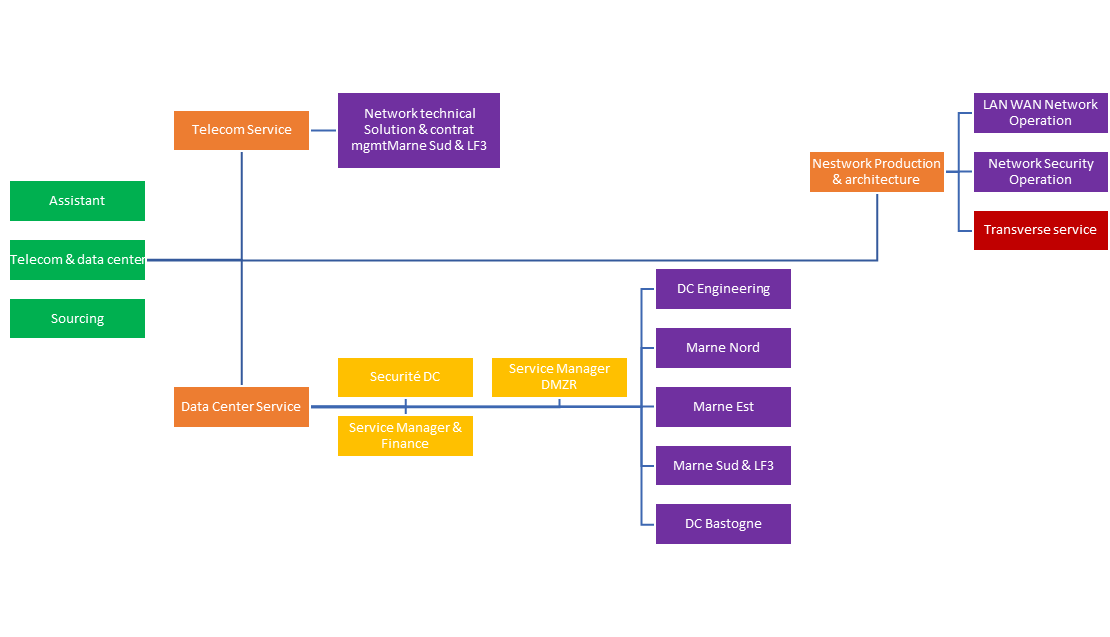 Telecom Service
Network technical
Solution & contrat
mgmtMarne Sud & LF3
LAN WAN Network
Operation
Nestwork Production
& architecture
Network Security
Operation
Transverse service
Assistant
Telecom & data center
Sourcing
DC Engineering
Marne Nord
Securité DC
Service Manager
DMZR
Data Center Service
Marne Est
Service Manager &
Finance
Marne Sud & LF3
DC Bastogne